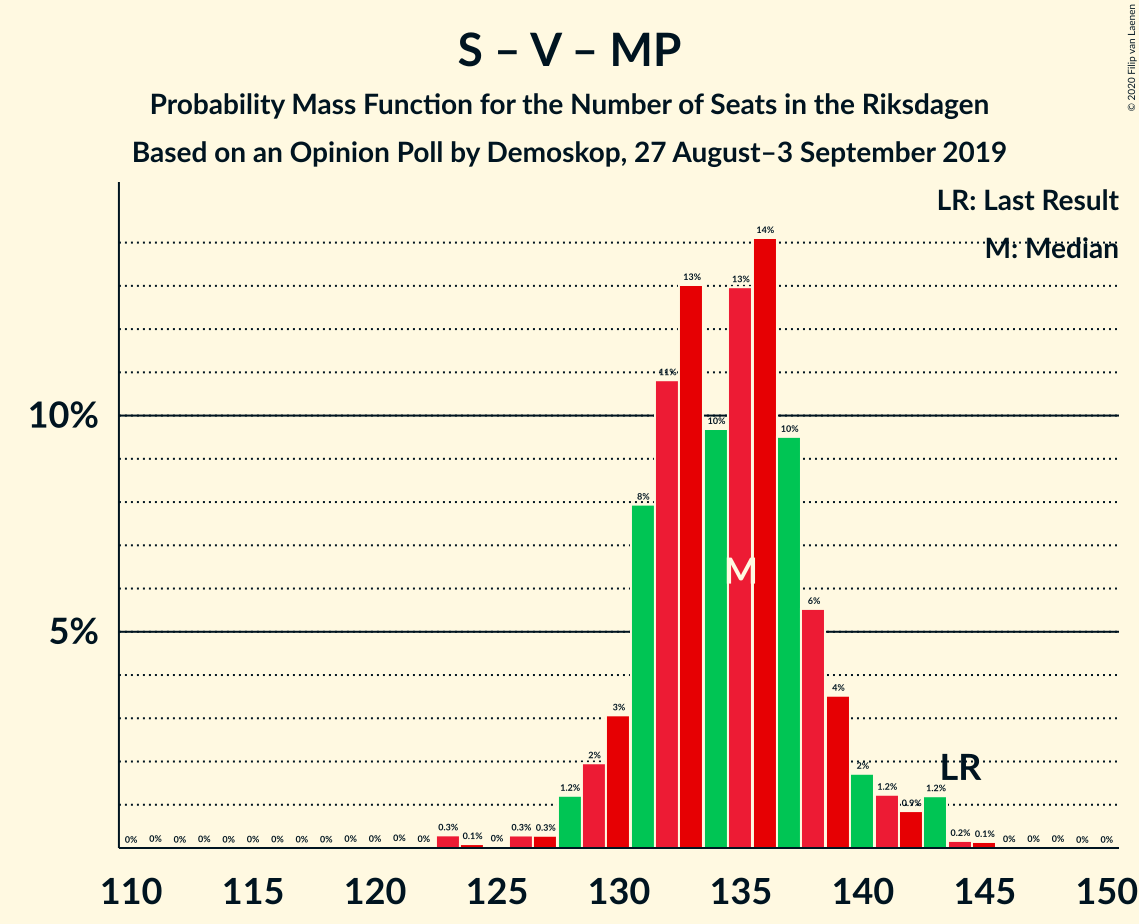 S – V – MP
Probability Mass Function for the Number of Seats in the Riksdagen
Based on an Opinion Poll by Demoskop, 27 August–3 September 2019
© 2020 Filip van Laenen
LR: Last Result
M: Median
10%
5%
0% 0% 0% 0% 0% 0% 0% 0% 0% 0% 0% 0% 0% 0.3% 0.1% 0% 0.3% 0.3% 1.2% 2% 3% 8% 11% 13% 10% 13% 14% 10% 6% 4% 2% 1.2% 0.9% 1.2% 0.2% 0.1% 0% 0% 0% 0% 0%
M
LR
110 115 120 125 130 135 140 145 150